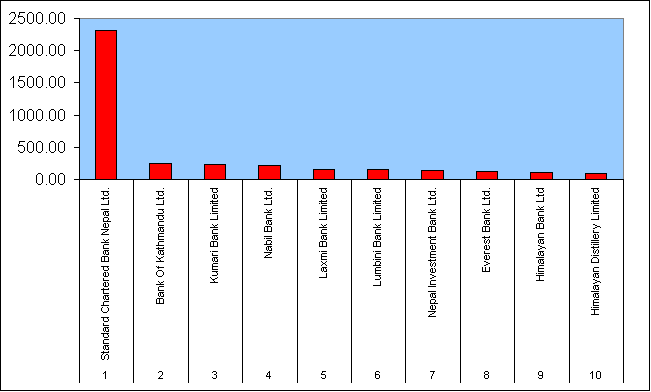 2500.00
2000.00
1500.00
1000.00
500.00
0.00
Standard Chartered Bank Nepal Ltd.
Bank Of Kathmandu Ltd.
Kumari Bank Limited
Nabil Bank Ltd.
Laxmi Bank Limited
Lumbini Bank Limited
Nepal Investment Bank Ltd.
Everest Bank Ltd.
Himalayan Bank Ltd
Himalayan Distillery Limited
1 2 3 4 5 6 7 8 9 10